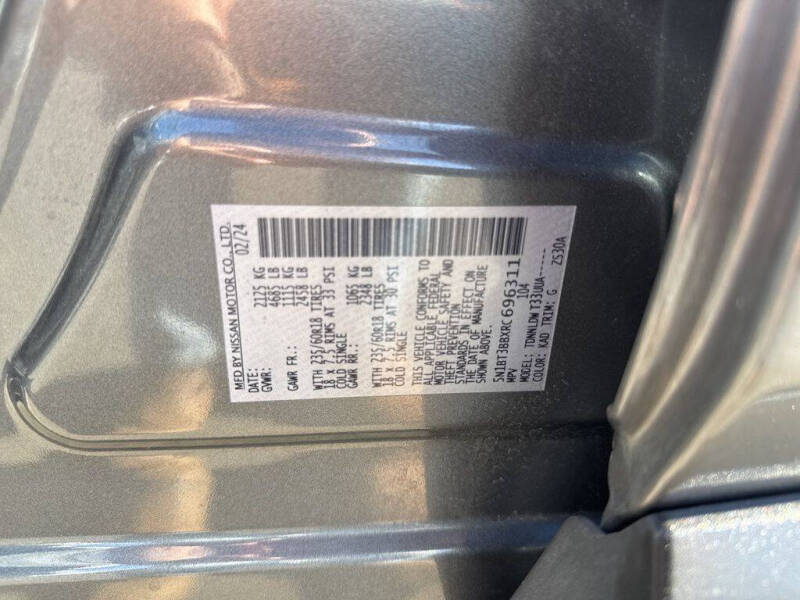 MFD BY NISSAN MOTOR CO., LTD.
DATE: 02/24
GVWR: 2125 KG
4685 LB
GAWR FR.: 1115 KG
2458 LB
WITH 235/60R18 TIRES
18 x 7.5 RIMS AT 33 PSI
COLD SINGLE
GAWR RR.: 1065 KG
2348 LB
WITH 235/60R18 TIRES
18 x 7.5 RIMS AT 30 PSI
COLD SINGLE
THIS VEHICLE CONFORMS TO
ALL APPLICABLE FEDERAL
MOTOR VEHICLE SAFETY AND
THEFT PREVENTION
STANDARDS IN EFFECT ON
THE DATE OF MANUFACTURE
SHOWN ABOVE.
5N1BT3BBXRC696311
MPV 104
MODEL: TDNNLDWT33UUA------
COLOR: KAD TRIM: G ZS30A